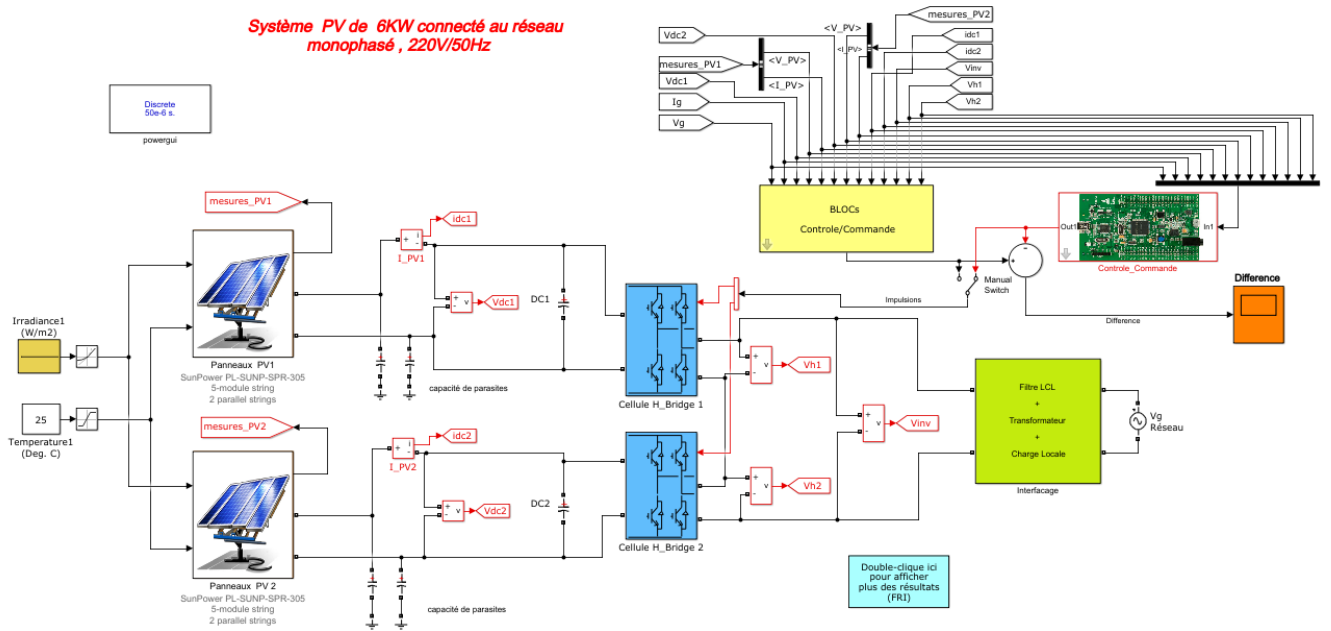 Système PV de 6KW connecté au réseau
monophasé , 220V/50Hz
Discrete
50e-6 s.
powergui
Vdc2
mesures_PV1
Vdc1
Ig
Vg
<V_PV>
<I_PV>
<V_PV>
<I_PV>
mesures_PV2
idc1
idc2
Vinv
Vh1
Vh2
BLOCs
Controle/Commande
Out1
In1
Controle_Commande
Manual
Switch
Impulsions
Difference
Difference
mesures_PV1
Panneaux PV1
SunPower PL-SUNP-SPR-305
5-module string
2 parallel strings
Irradiance1
(W/m2)
25
Temperature1
(Deg. C)
mesures_PV2
Panneaux PV 2
SunPower PL-SUNP-SPR-305
5-module string
2 parallel strings
i
+
-
I_PV1
idc1
+
-
v
Vdc1
DC1
+
capacité de parasites
i
+
-
I_PV2
idc2
+
-
v
Vdc2
DC2
+
capacité de parasites
Cellule H_Bridge 1
Cellule H_Bridge 2
+
-
v
Vh1
+
-
v
Vinv
+
-
v
Vh2
Filtre LCL
+
Transformateur
+
Charge Locale
Interfacage
Vg
Réseau
Double-clique ici
pour afficher
plus des résultats
(FRI)